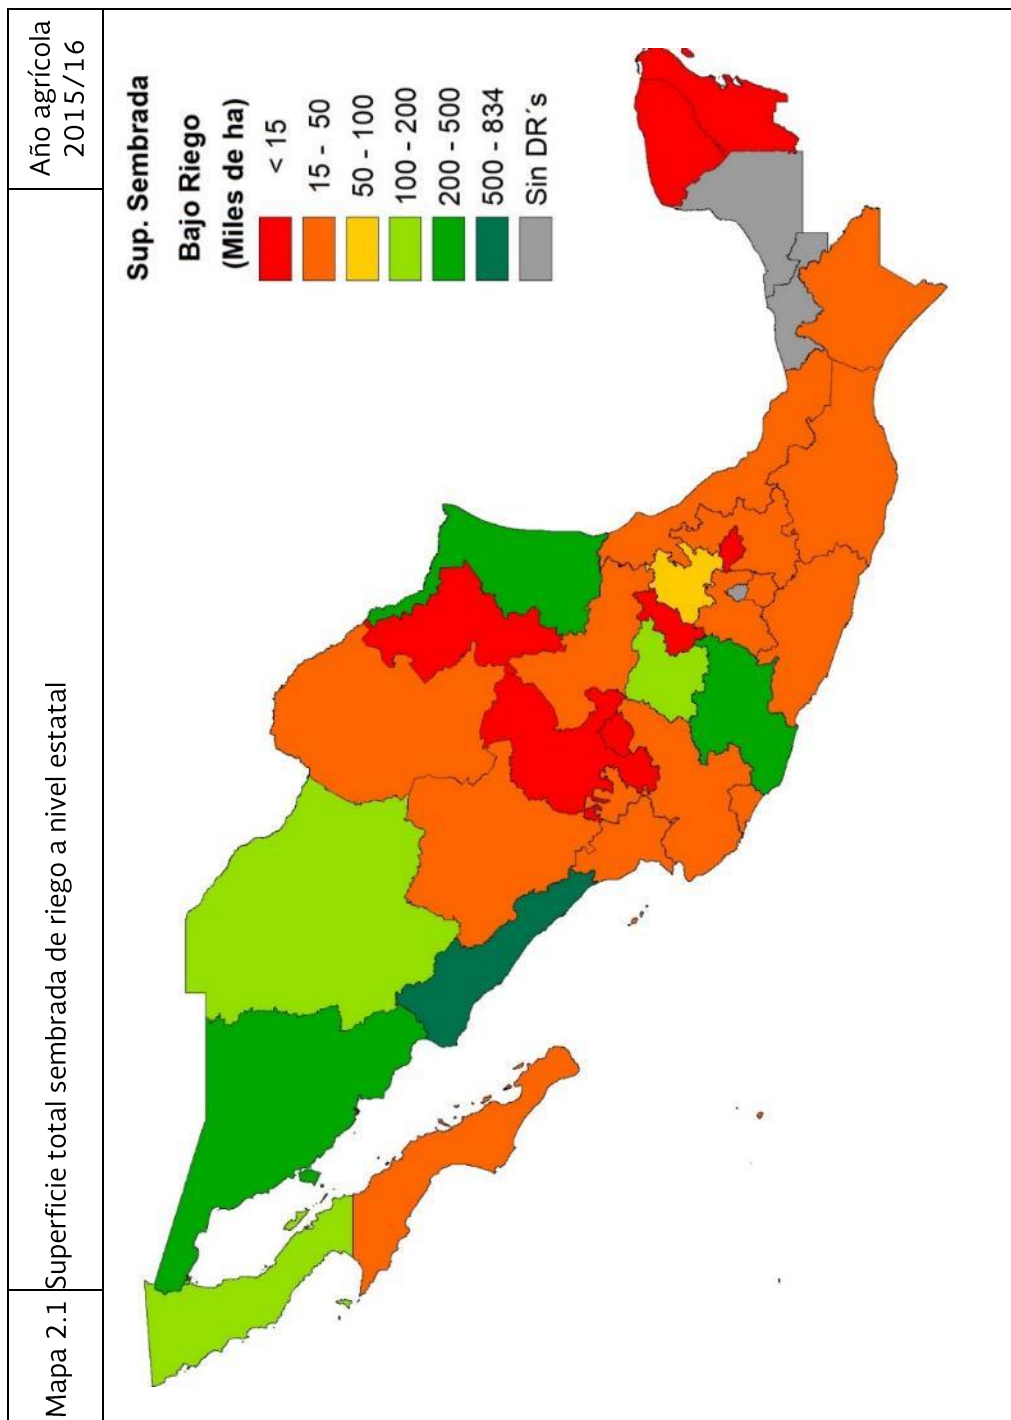 Mapa 2.1
Superficie total sembrada de riego a nivel estatal
Año agrícola
2015/16
Sup. Sembrada
Bajo Riego
(Miles de ha)
< 15
15 - 50
50 - 100
100 - 200
200 - 500
500 - 834
Sin DR´s